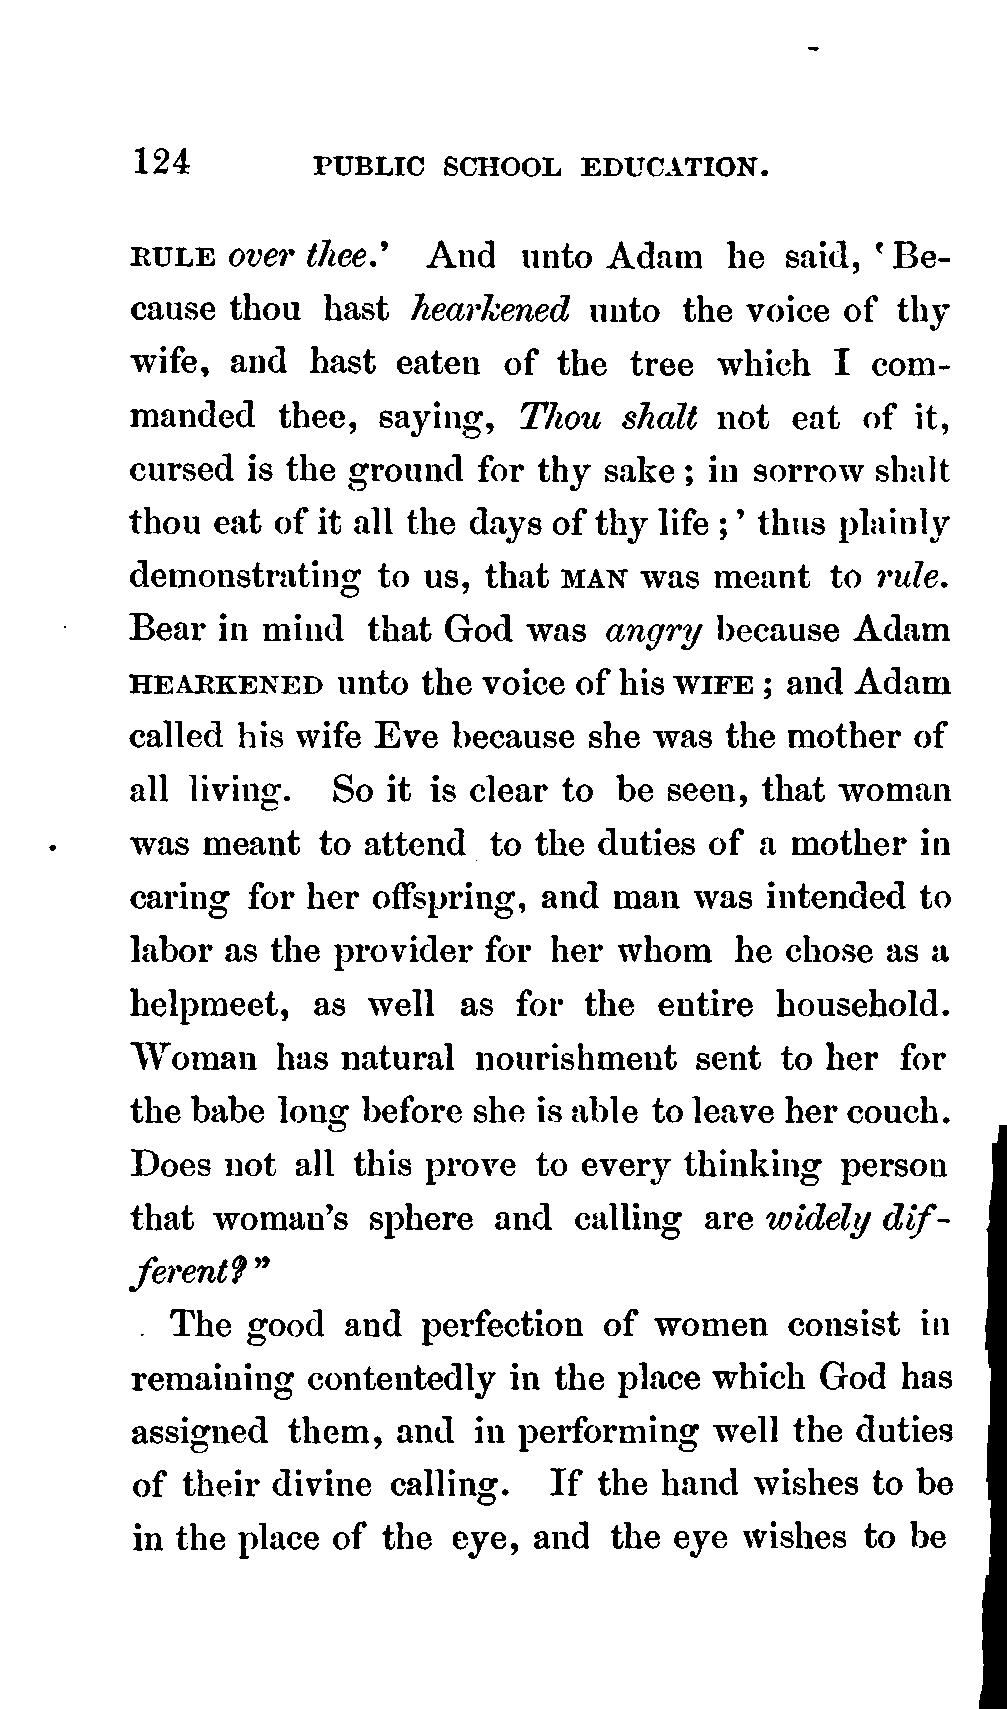 124 PUBLIC SCHOOL EDUCATION.
RULE over thee.' And unto Adam he said, 'Be-
cause thou hast hearkened unto the voice of thy
wife, and hast eaten of the tree which I com-
manded thee, saying, Thou shalt not eat of it,
cursed is the ground for thy sake; in sorrow shalt
thou eat of it all the days of thy life;' thus plainly
demonstrating to us, that MAN was meant to rule.
Bear in mind that God was angry because Adam
HEARKENED unto the voice of his WIFE; and Adam
called his wife Eve because she was the mother of
all living. So it is clear to be seen, that woman
was meant to attend to the duties of a mother in
caring for her offspring, and man was intended to
labor as the provider for her whom he chose as a
helpmeet, as well as for the entire household.
Woman has natural nourishment sent to her for
the babe long before she is able to leave her couch.
Does not all this prove to every thinking person
that woman's sphere and calling are widely dif-
ferent?"
The good and perfection of women consist in
remaining contentedly in the place which God has
assigned them, and in performing well the duties
of their divine calling. If the hand wishes to be
in the place of the eye, and the eye wishes to be